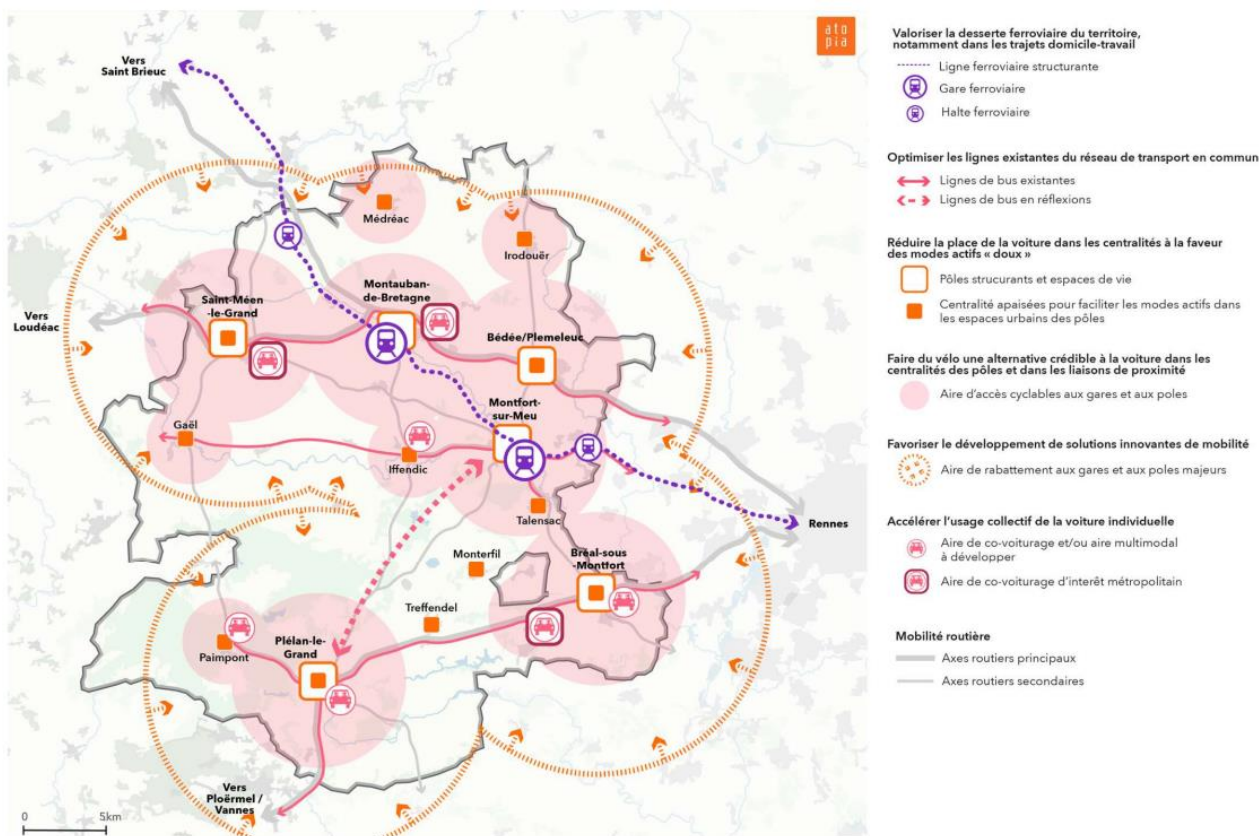 ato
pia
Vers
Saint Brieuc
Médréac
Irodouër
Montauban-
de-Bretagne
Saint-Méen
-le-Grand
Vers
Loudéac
Bédée/Plemeleuc
Montfort-
sur-Meu
Gaël
Iffendic
Talensac
Rennes
Monterfil
Bréal-sous
-Montfort
Treffendel
Paimpont
Plélan-le-
Grand
Vers
Ploërmel /
Vannes
0 5km
Valoriser la desserte ferroviaire du territoire,
notamment dans les trajets domicile-travail
Ligne ferroviaire structurante
Gare ferroviaire
Halte ferroviaire
Optimiser les lignes existantes du réseau de transport en commun
Lignes de bus existantes
Lignes de bus en réflexions
Réduire la place de la voiture dans les centralités à la faveur
des modes actifs « doux »
Pôles strucurants et espaces de vie
Centralité apaisées pour faciliter les modes actifs dans
les espaces urbains des pôles
Faire du vélo une alternative crédible à la voiture dans les
centralités des pôles et dans les liaisons de proximité
Aire d'accès cyclables aux gares et aux poles
Favoriser le développement de solutions innovantes de mobilité
Aire de rabattement aux gares et aux poles majeurs
Accélérer l'usage collectif de la voiture individuelle
Aire de co-voiturage et/ou aire multimodal
à développer
Aire de co-voiturage d'interêt métropolitain
Mobilité routière
Axes routiers principaux
Axes routiers secondaires